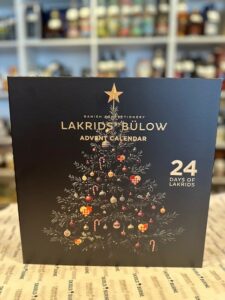 DANISH CONFECTIONERY
LAKRIDS BY BÜLOW
ADVENT CALENDAR
24
DAYS OF
LAKRIDS